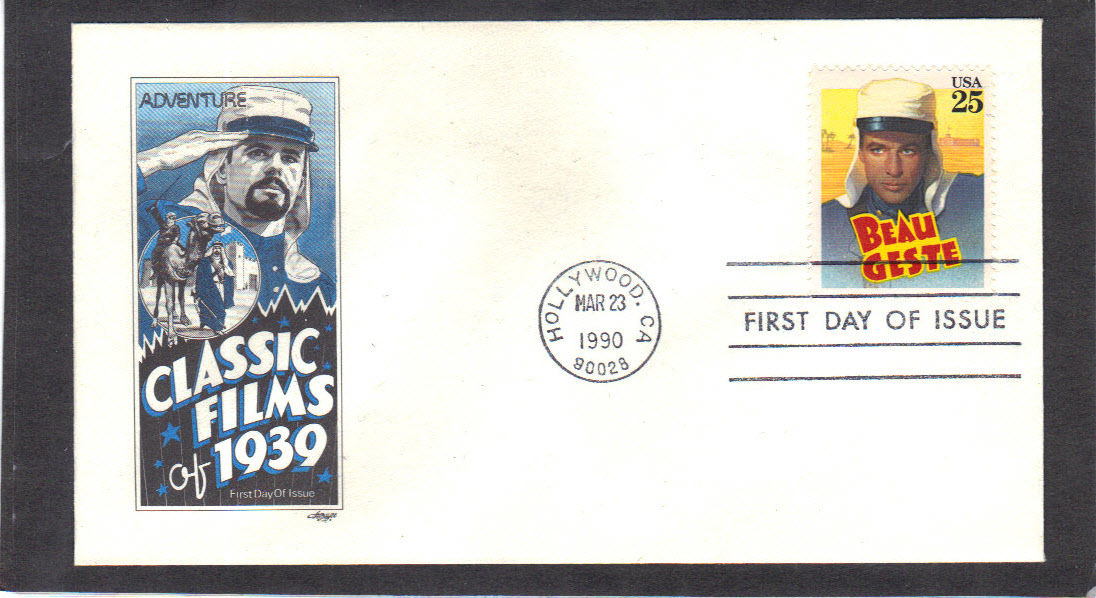 ADVENTURE
CLASSIC
FILMS
of 1939
First Day Of Issue
HOLLYWOOD, CA
MAR 23
1990
90028
USA
25
BEAU
GESTE
FIRST DAY OF ISSUE